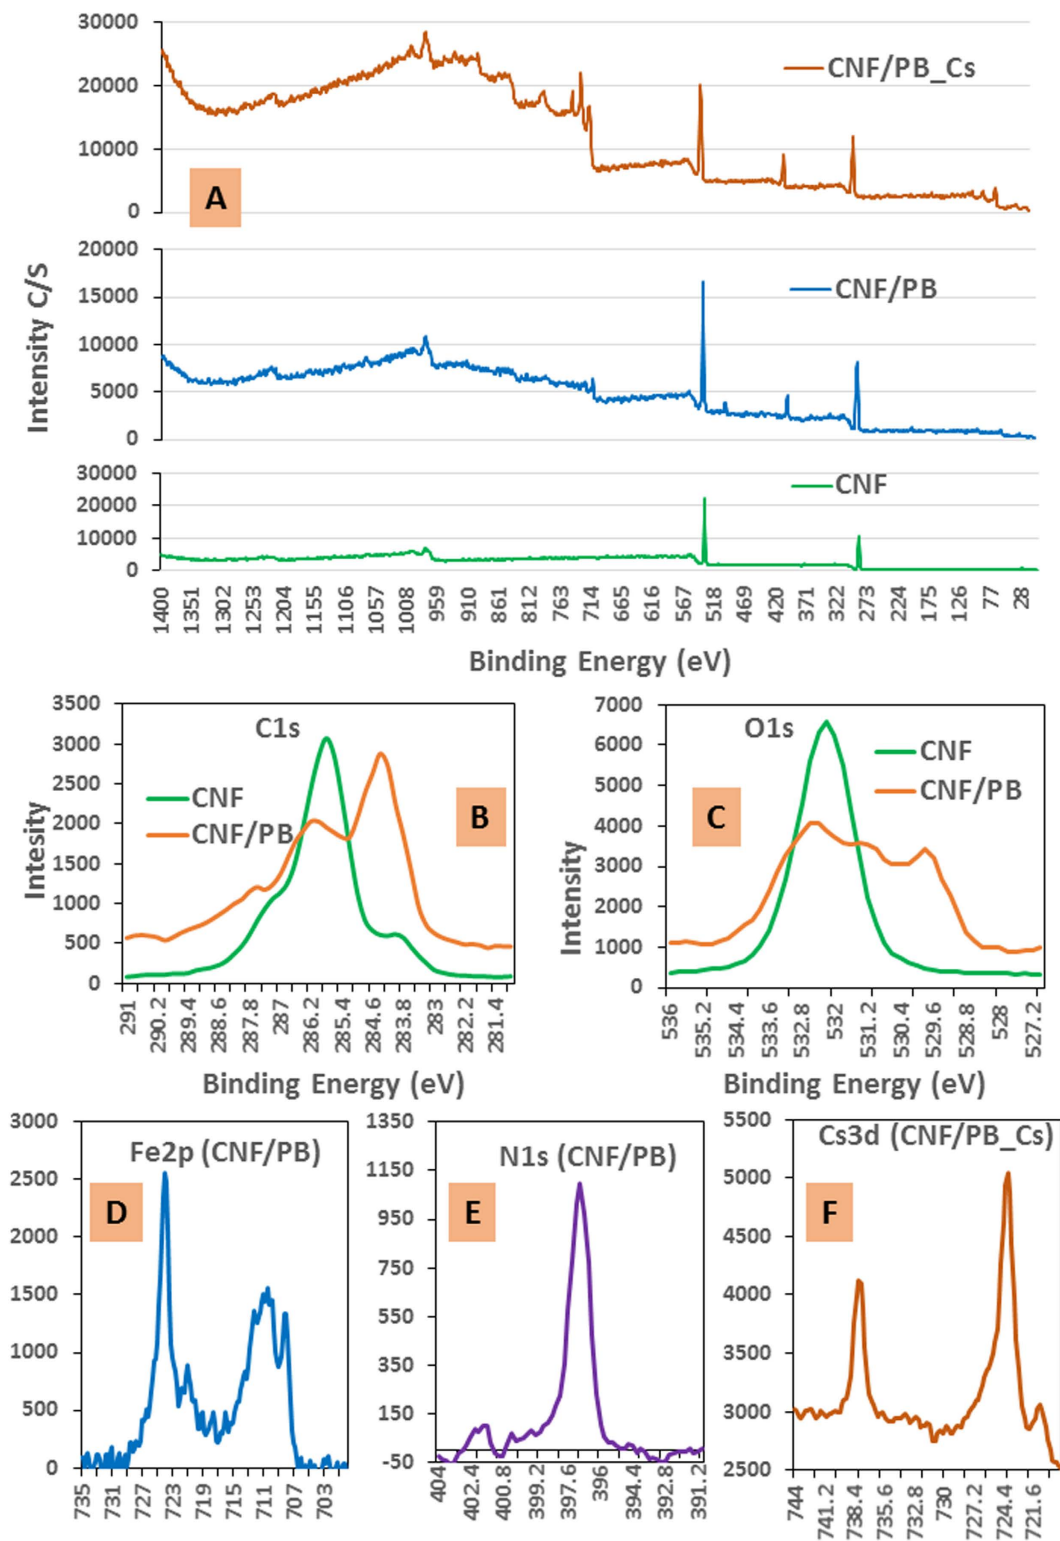 30000
CNF/PB_Cs
20000
10000
A
0
20000
CNF/PB
15000
10000
5000
0
Intensity C/S
30000
CNF
20000
10000
0
1400 1351 1302 1253 1204 1155 1106 1057 1008 959 910 861 812 763 714 665 616 567 518 469 420 371 322 273 224 175 126 77 28
Binding Energy (eV)
3500
C1s
3000
CNF
2500
CNF/PB
B
2000
1500
1000
500
0
Intesity
291 290.2 289.4 288.6 287.8 287 286.2 285.4 284.6 283.8 283 282.2 281.4
Binding Energy (eV)
7000
O1s
6000
CNF
5000
CNF/PB
C
4000
3000
2000
1000
0
Intensity
536 535.2 534.4 533.6 532.8 532 531.2 530.4 529.6 528.8 528 527.2
Binding Energy (eV)
3000
Fe2p (CNF/PB)
2500
D
2000
1500
1000
500
0
735 731 727 723 719 715 711 707 703
1350
N1s (CNF/PB)
1150
E
950
750
550
350
150
-50
404 402.4 400.8 399.2 397.6 396 394.4 392.8 391.2
5500
Cs3d (CNF/PB_Cs)
5000
F
4500
4000
3500
3000
2500
744 741.2 738.4 735.6 732.8 730 727.2 724.4 721.6